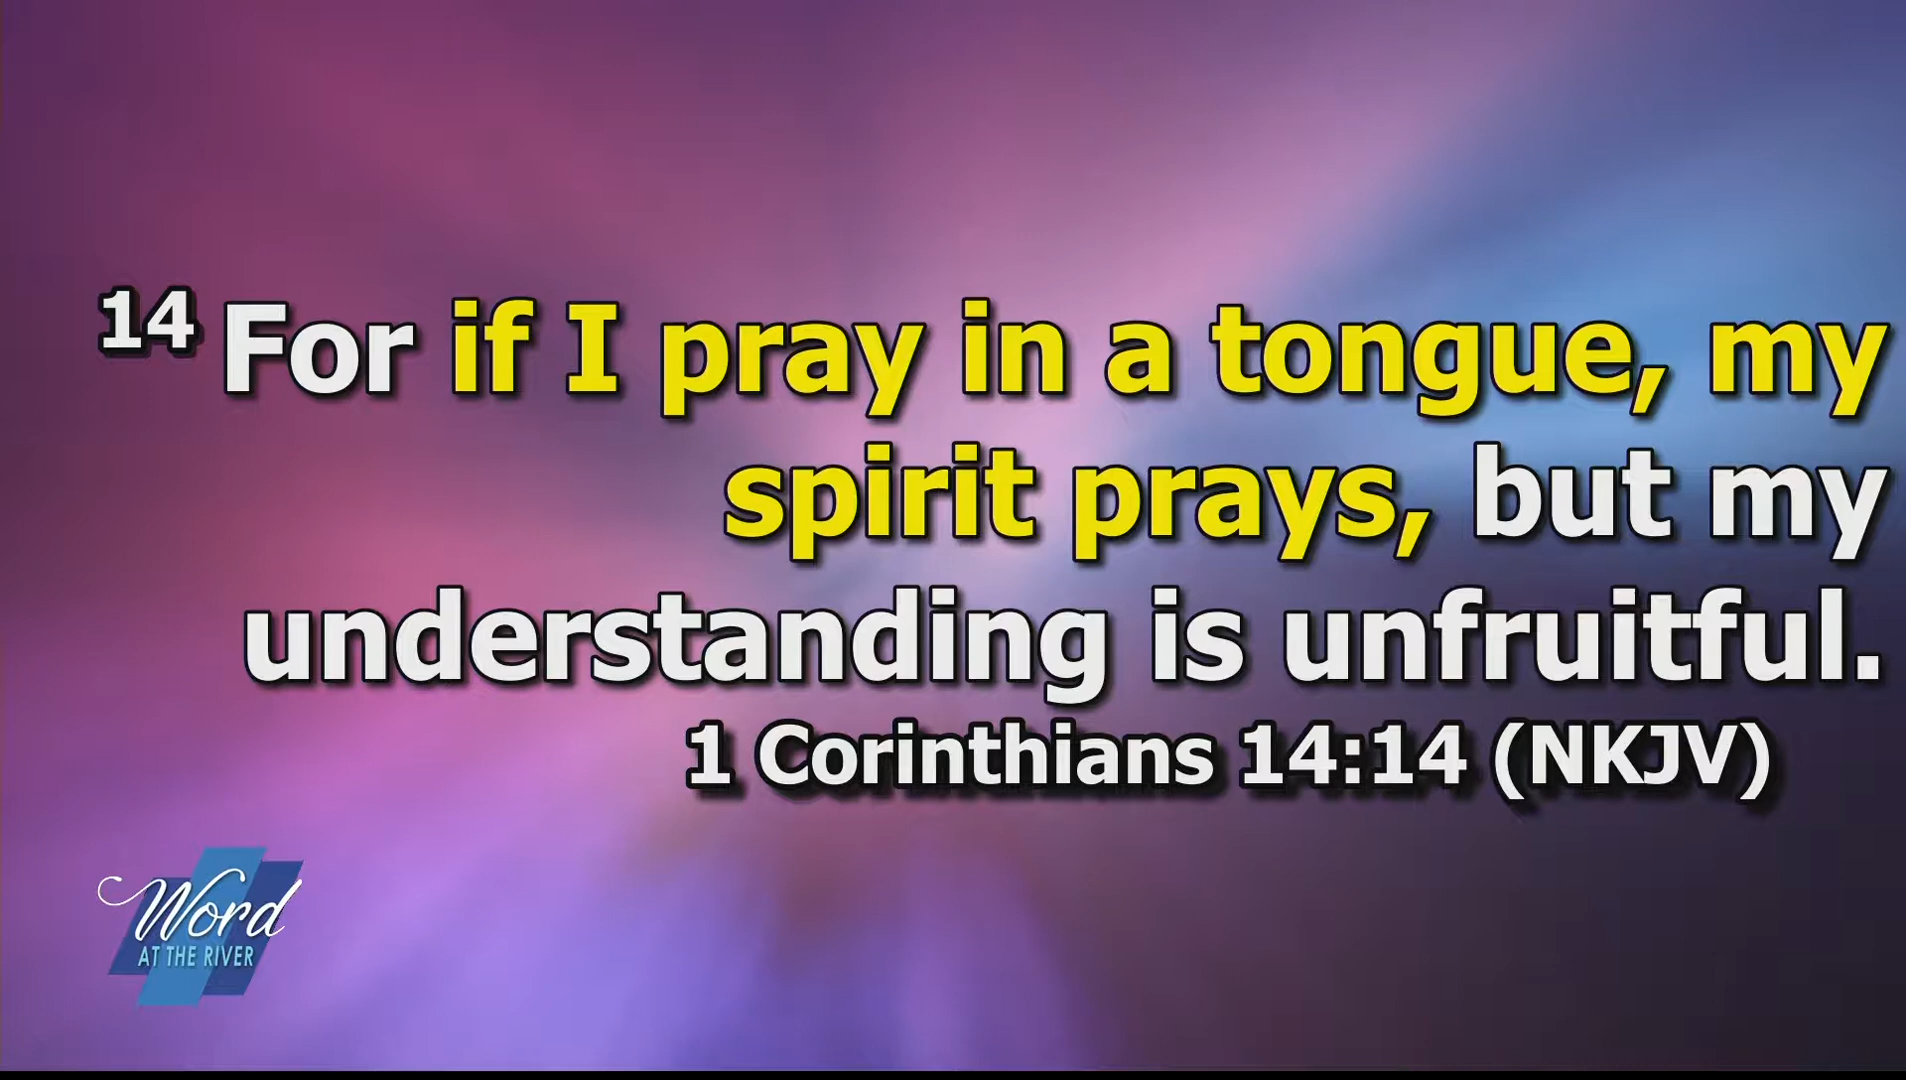 14 For if I pray in a tongue, my
spirit prays, but my
understanding is unfruitful.
1 Corinthians 14:14 (NKJV)
Word
AT THE RIVER